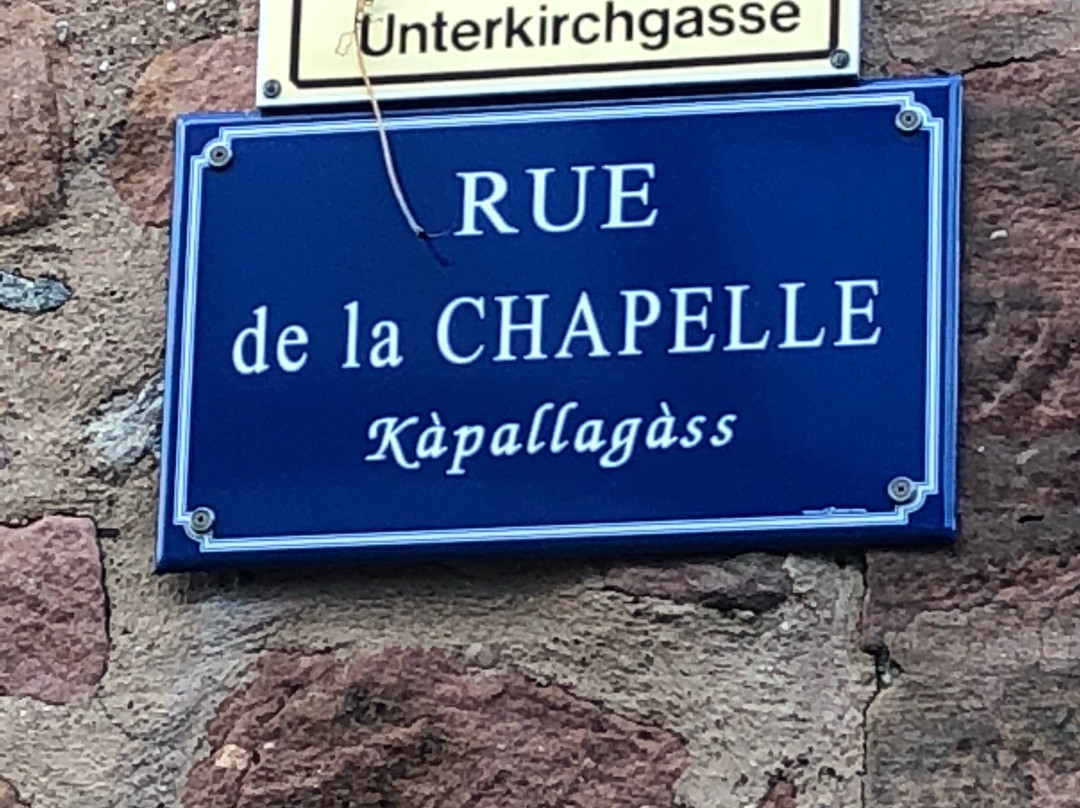 Unterkirchgasse
RUE
de la CHAPELLE
Kàpallagàss